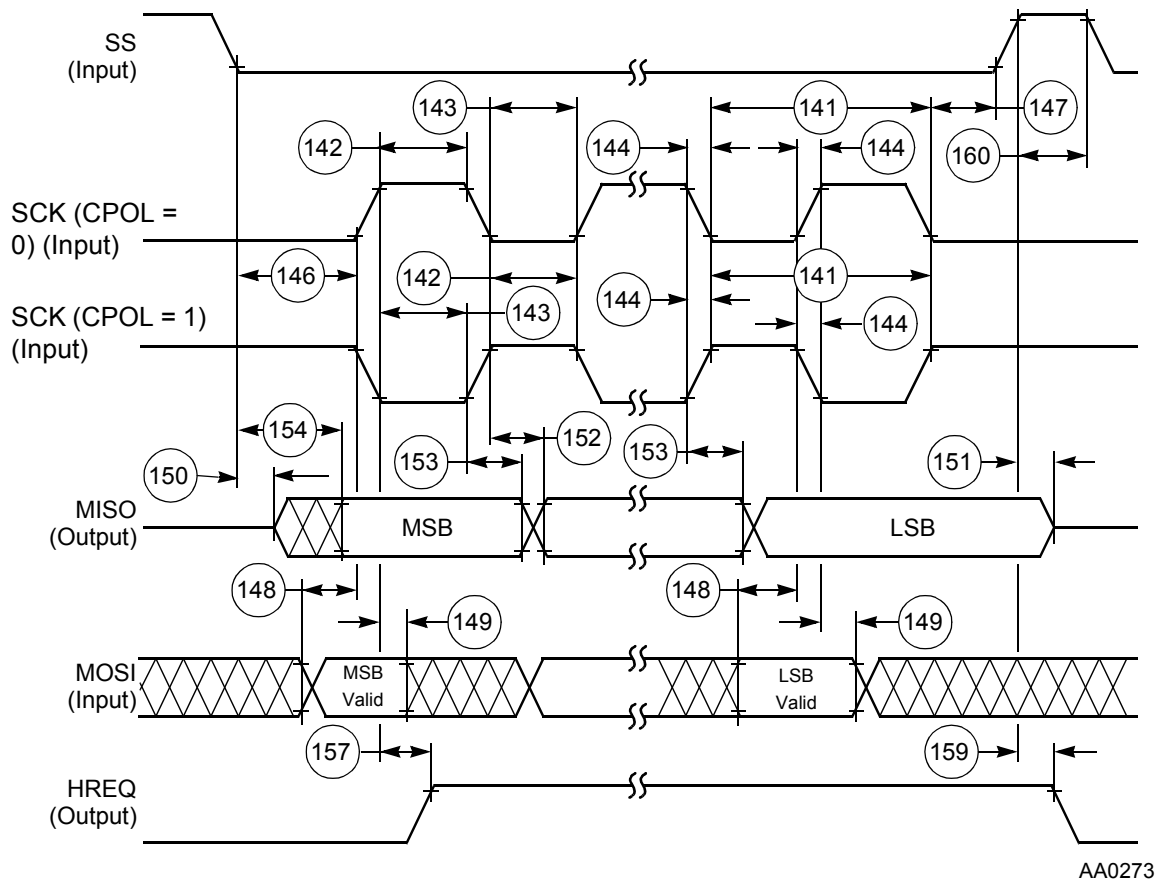 SS
(Input)
143
141
147
142
144
144
160
SCK (CPOL =
0) (Input)
146
142
141
144
143
144
SCK (CPOL = 1)
(Input)
154
152
153
153
150
151
MISO
(Output)
MSB
LSB
148
148
149
149
MOSI
(Input)
MSB
Valid
LSB
Valid
157
159
HREQ
(Output)
AA0273